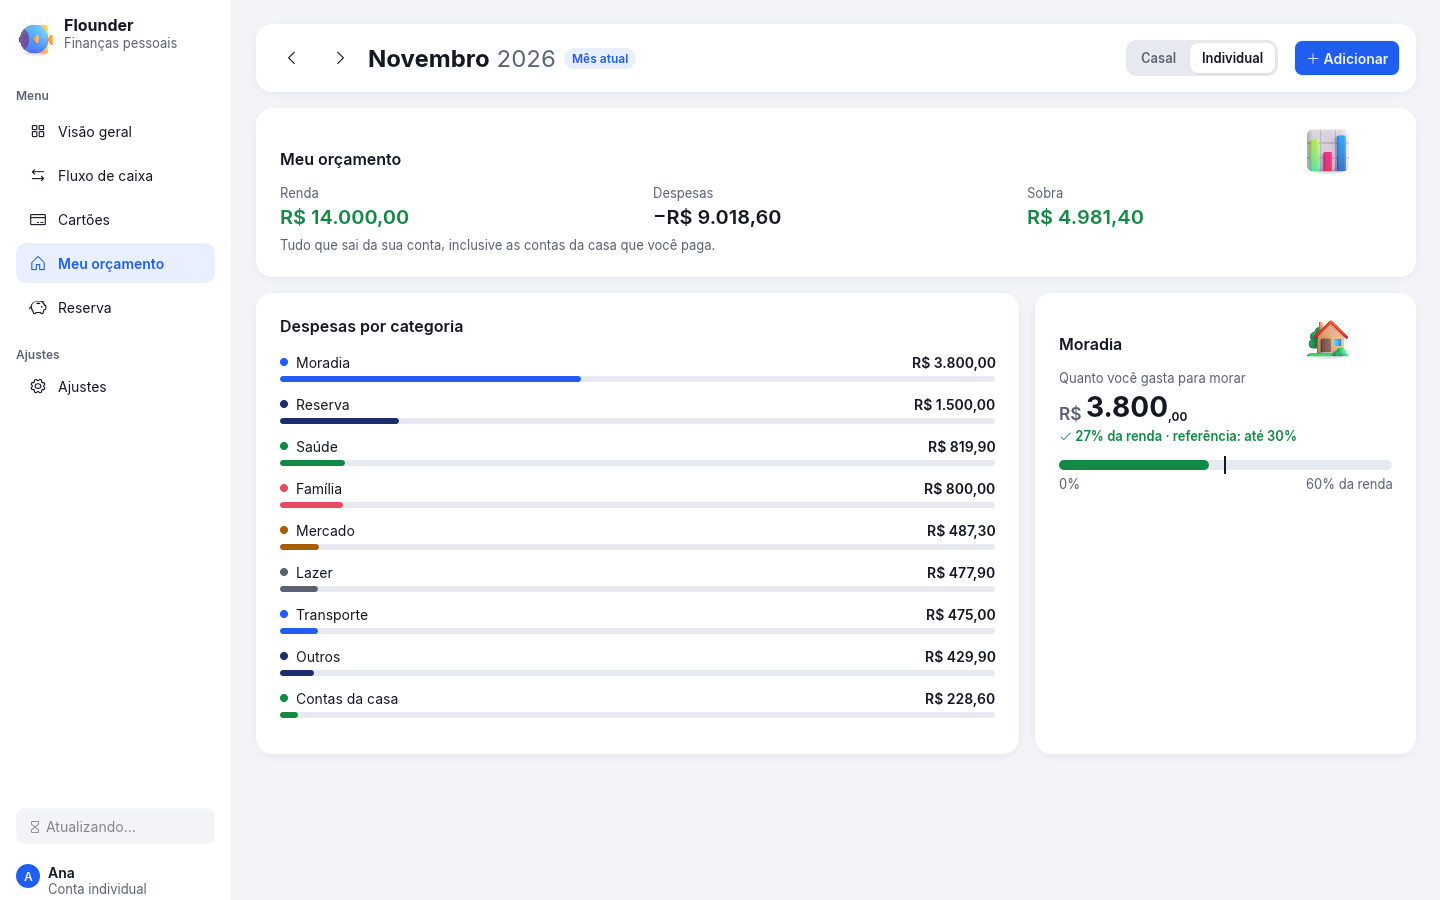 Flounder
Finanças pessoais
Menu
Visão geral
Fluxo de caixa
Cartões
Meu orçamento
Reserva
Ajustes
Ajustes
Atualizando...
A
Ana
Conta individual
Novembro 2026 Mês atual
Casal Individual
+ Adicionar
Meu orçamento
Renda Despesas Sobra
R$ 14.000,00 −R$ 9.018,60 R$ 4.981,40
Tudo que sai da sua conta, inclusive as contas da casa que você paga.
Despesas por categoria
Moradia R$ 3.800,00
Reserva R$ 1.500,00
Saúde R$ 819,90
Família R$ 800,00
Mercado R$ 487,30
Lazer R$ 477,90
Transporte R$ 475,00
Outros R$ 429,90
Contas da casa R$ 228,60
Moradia
Quanto você gasta para morar
R$ 3.800,00
27% da renda · referência: até 30%
0% 60% da renda